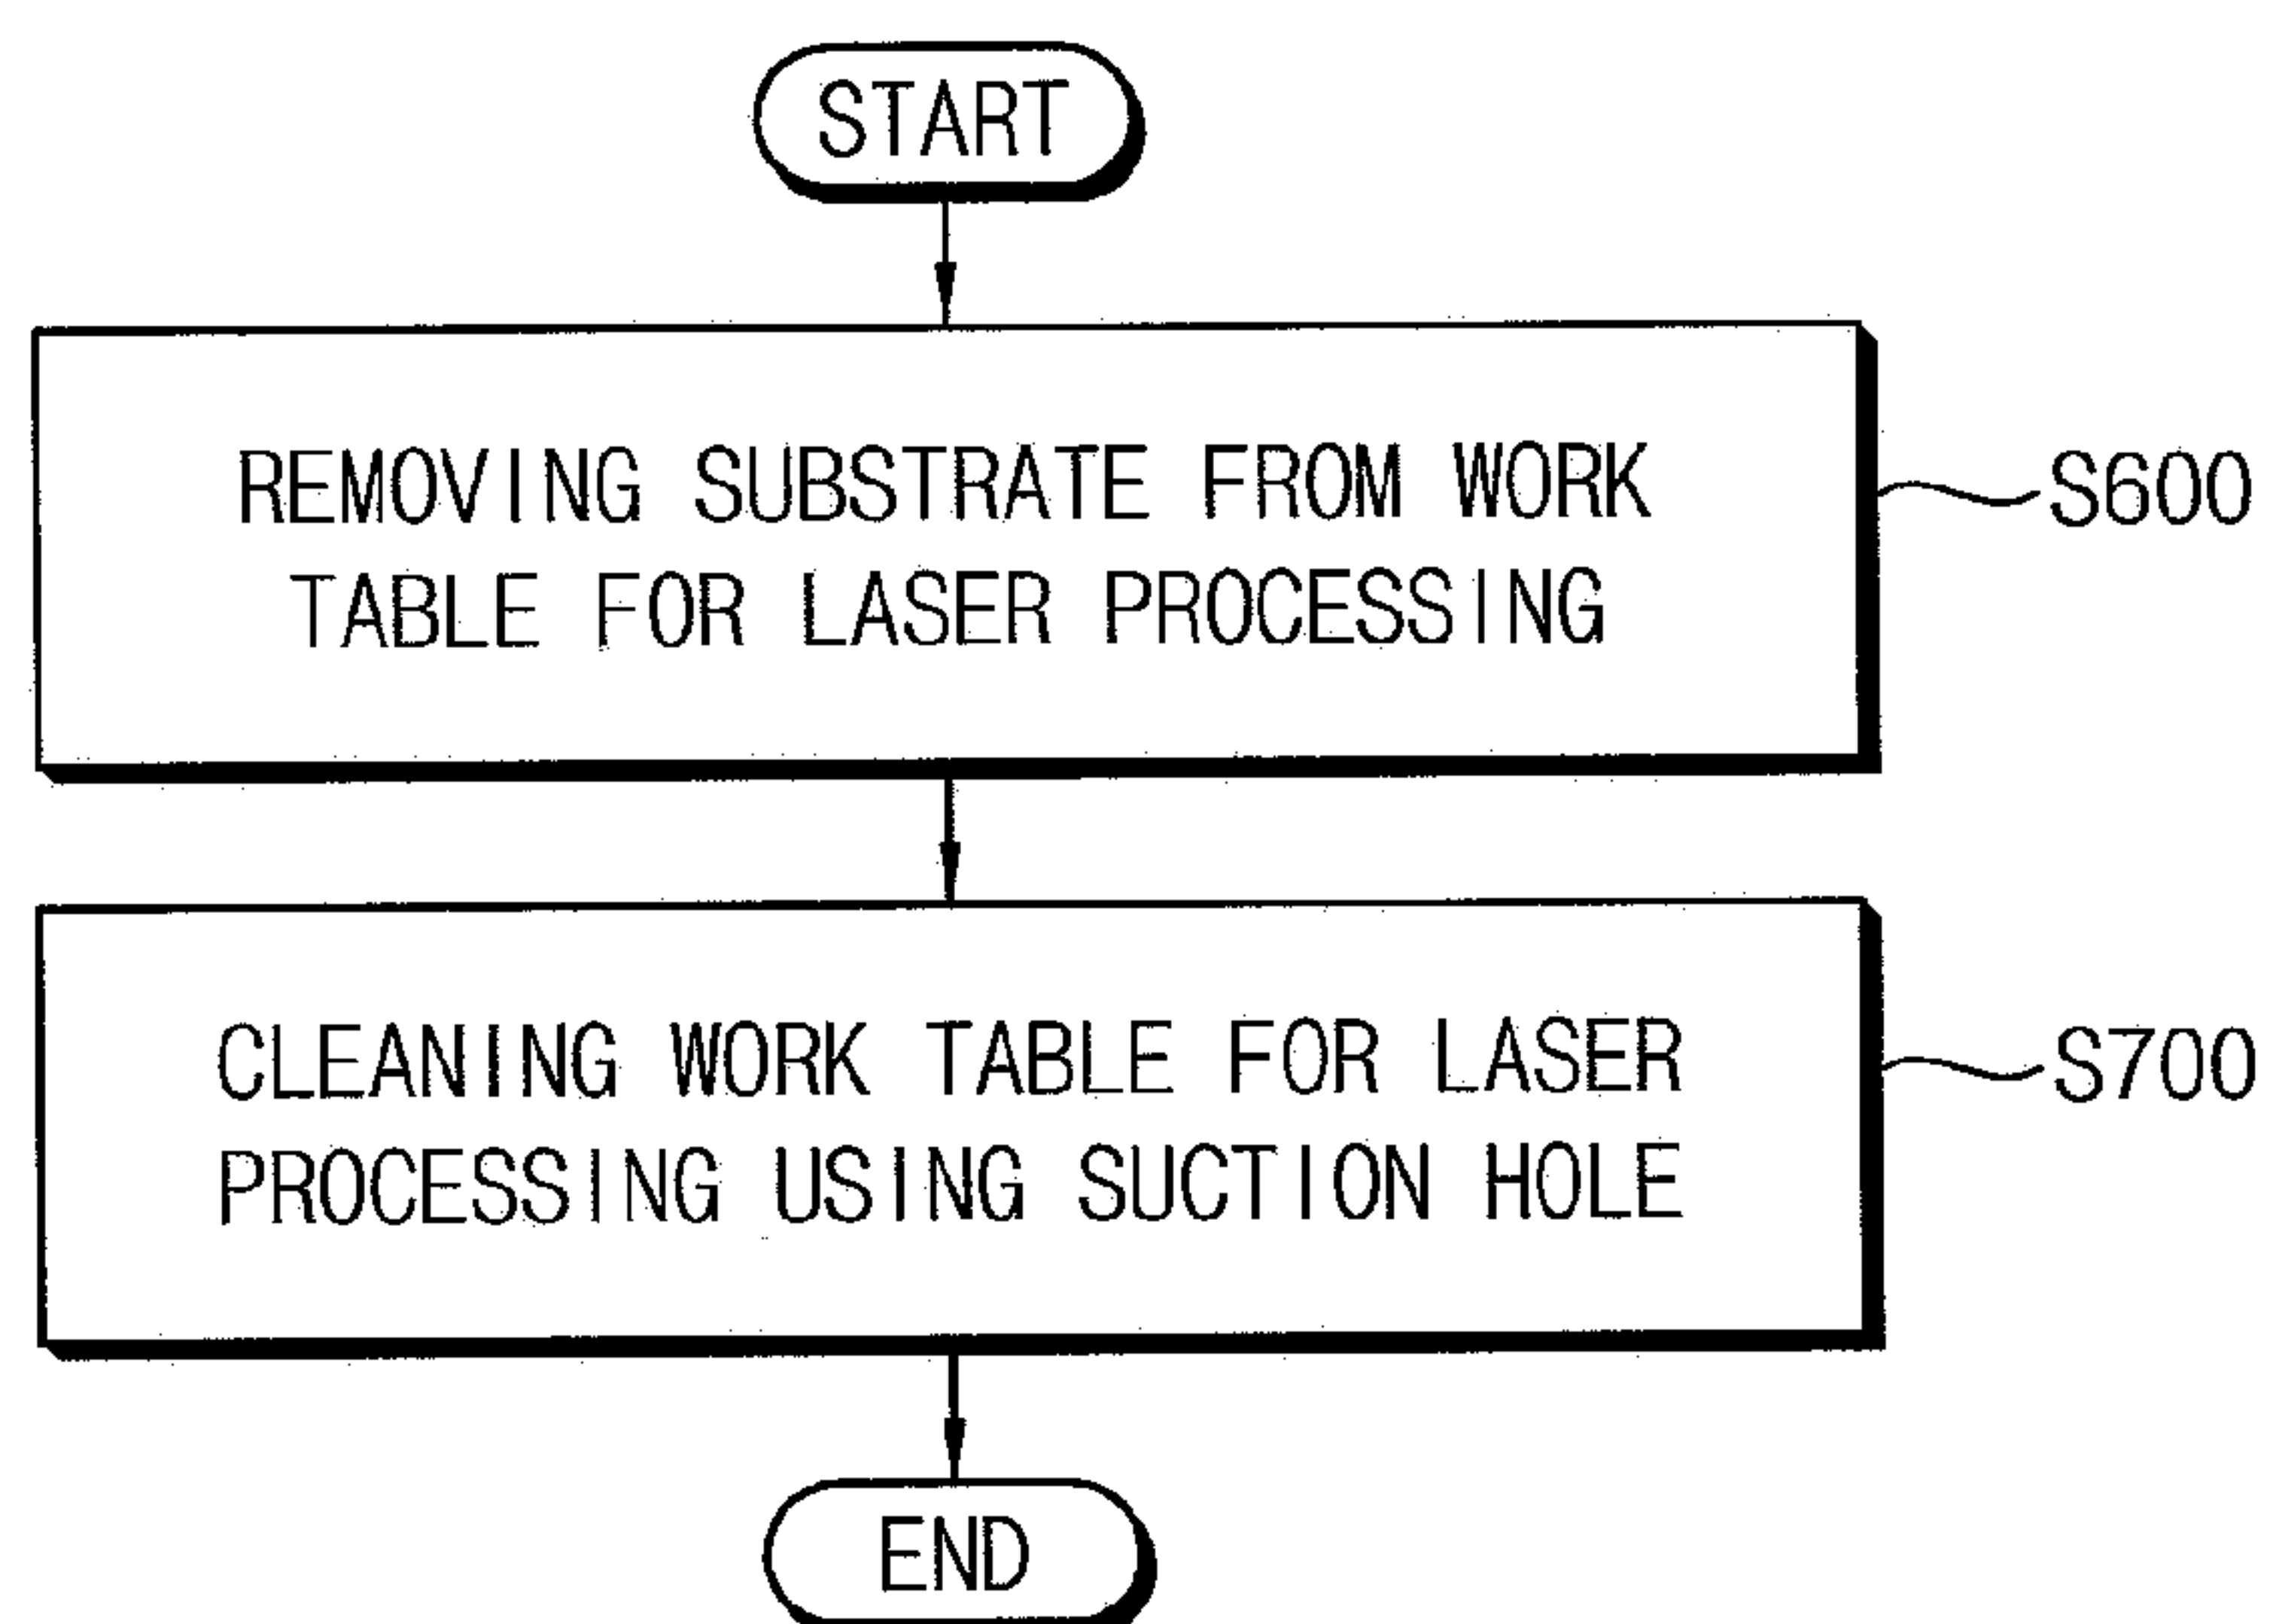 START
REMOVING SUBSTRATE FROM WORK
TABLE FOR LASER PROCESSING
S600
CLEANING WORK TABLE FOR LASER
PROCESSING USING SUCTION HOLE
S700
END